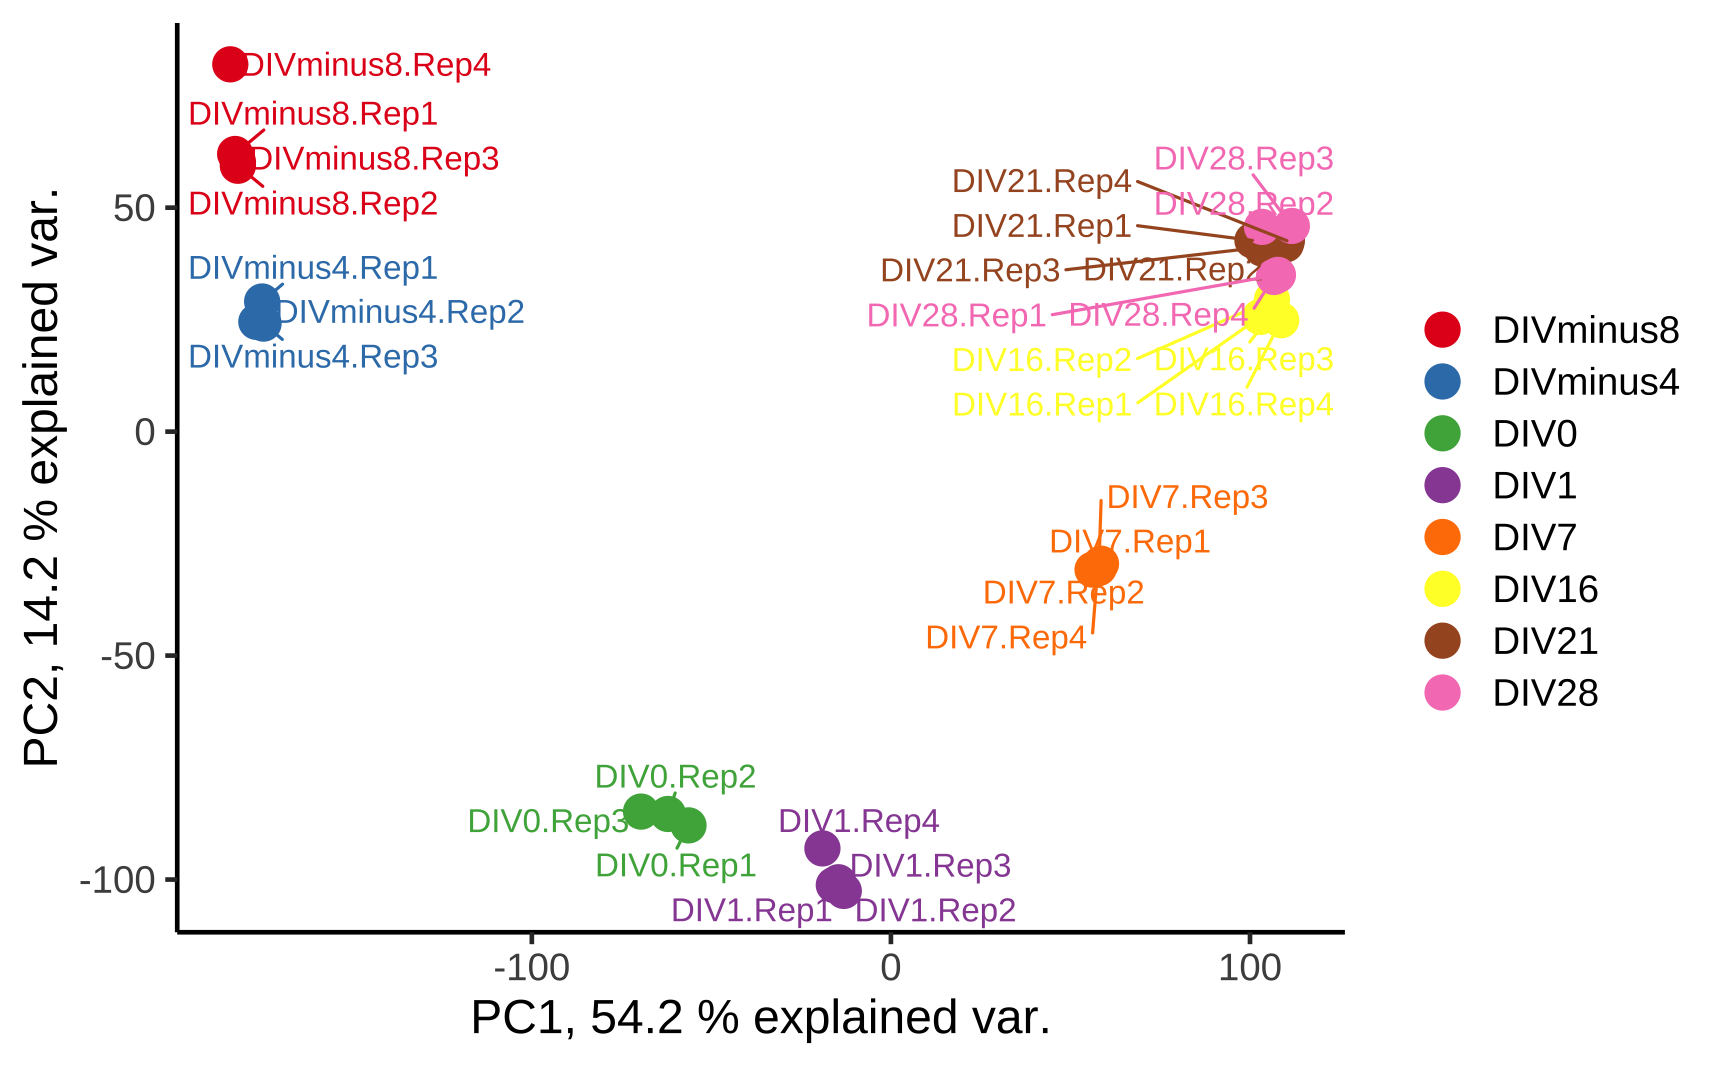 DIVminus8.Rep4
DIVminus8.Rep1
DIVminus8.Rep3
DIVminus8.Rep2
DIVminus4.Rep1
DIVminus4.Rep2
DIVminus4.Rep3
DIV28.Rep3
DIV21.Rep4
DIV28.Rep2
DIV21.Rep1
DIV21.Rep3
DIV21.Rep2
DIV28.Rep1
DIV28.Rep4
DIV16.Rep2
DIV16.Rep3
DIV16.Rep1
DIV16.Rep4
DIV7.Rep3
DIV7.Rep1
DIV7.Rep2
DIV7.Rep4
DIV0.Rep2
DIV0.Rep3
DIV0.Rep1
DIV1.Rep4
DIV1.Rep3
DIV1.Rep1
DIV1.Rep2
50
0
-50
-100
PC2, 14.2 % explained var.
-100
0
100
PC1, 54.2 % explained var.
DIVminus8
DIVminus4
DIV0
DIV1
DIV7
DIV16
DIV21
DIV28